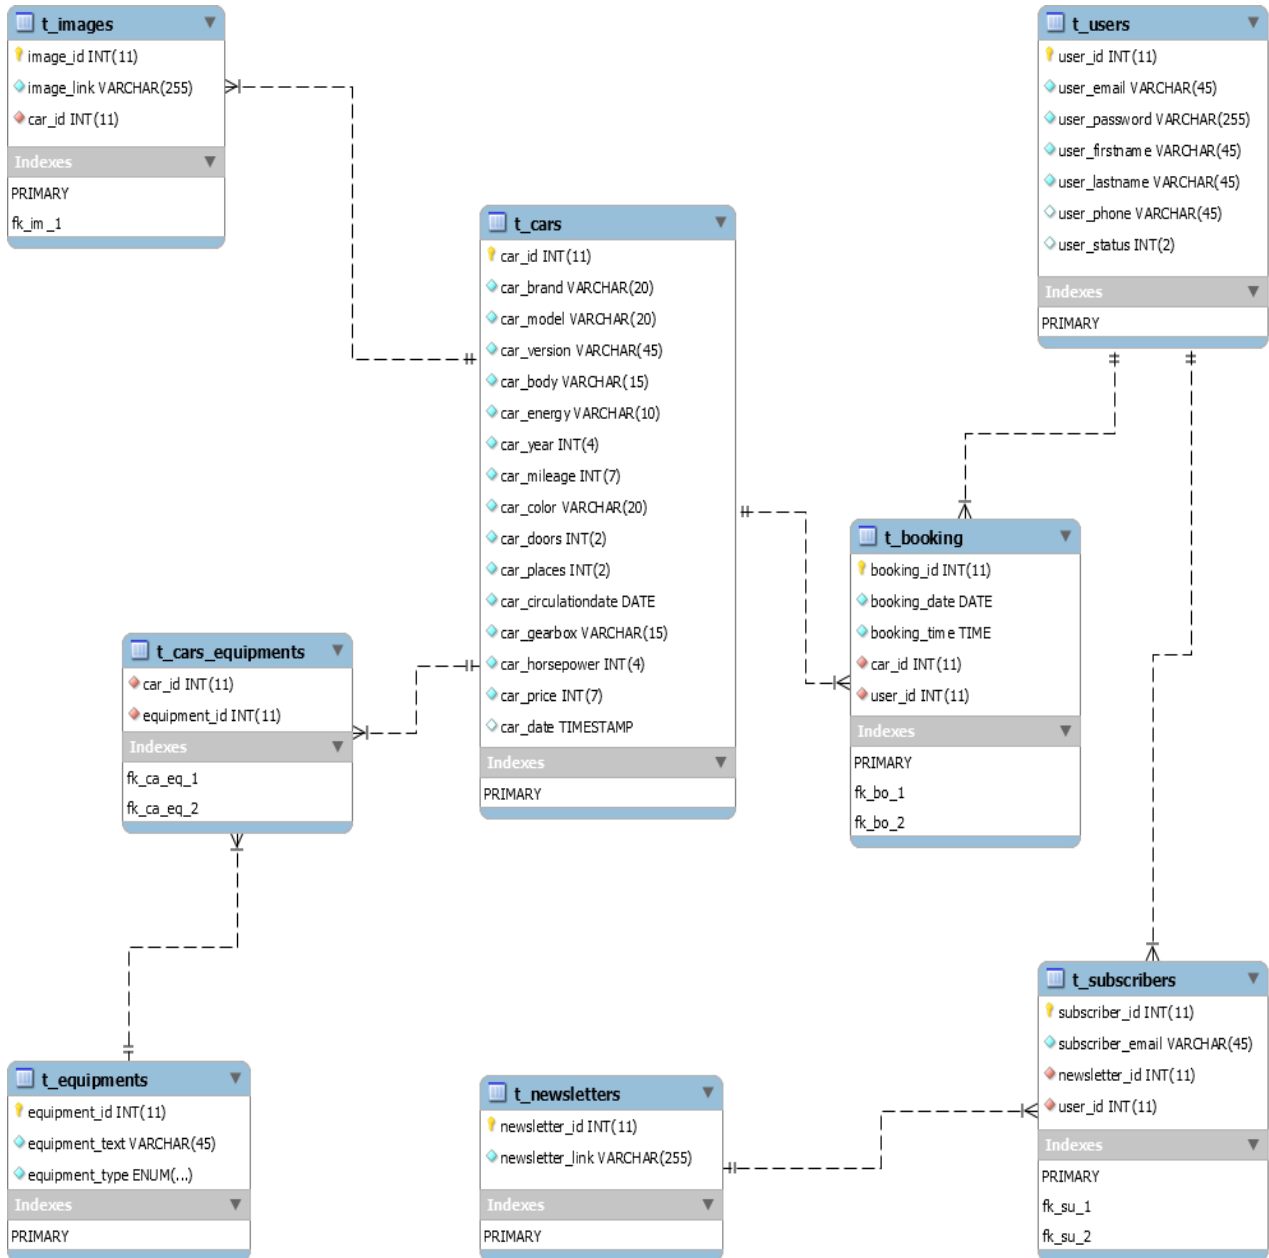 t_images
image_id INT(11)
image_link VARCHAR(255)
car_id INT(11)
Indexes
PRIMARY
fk_im_1
t_users
user_id INT(11)
user_email VARCHAR(45)
user_password VARCHAR(255)
user_firstname VARCHAR(45)
user_lastname VARCHAR(45)
user_phone VARCHAR(45)
user_status INT(2)
Indexes
PRIMARY
t_cars
car_id INT(11)
car_brand VARCHAR(20)
car_model VARCHAR(20)
car_version VARCHAR(45)
car_body VARCHAR(15)
car_energy VARCHAR(10)
car_year INT(4)
car_mileage INT(7)
car_color VARCHAR(20)
car_doors INT(2)
car_places INT(2)
car_circulationdate DATE
car_gearbox VARCHAR(15)
car_horsepower INT(4)
car_price INT(7)
car_date TIMESTAMP
Indexes
PRIMARY
t_booking
booking_id INT(11)
booking_date DATE
booking_time TIME
car_id INT(11)
user_id INT(11)
Indexes
PRIMARY
fk_bo_1
fk_bo_2
t_cars_equipments
car_id INT(11)
equipment_id INT(11)
Indexes
fk_ca_eq_1
fk_ca_eq_2
t_equipments
equipment_id INT(11)
equipment_text VARCHAR(45)
equipment_type ENUM(...)
Indexes
PRIMARY
t_newsletters
newsletter_id INT(11)
newsletter_link VARCHAR(255)
Indexes
PRIMARY
t_subscribers
subscriber_id INT(11)
subscriber_email VARCHAR(45)
newsletter_id INT(11)
user_id INT(11)
Indexes
PRIMARY
fk_su_1
fk_su_2